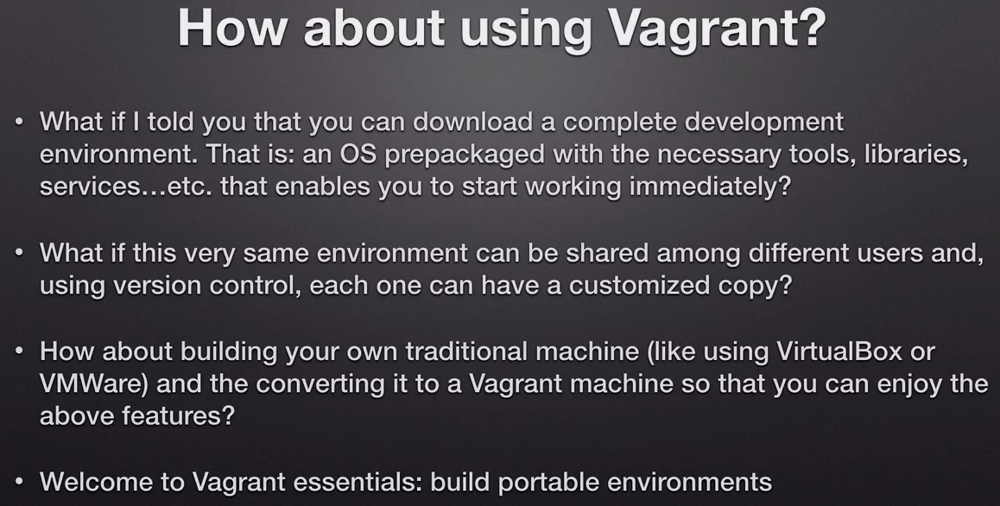 How about using Vagrant?
• What if I told you that you can download a complete development
environment. That is: an OS prepackaged with the necessary tools, libraries,
services...etc. that enables you to start working immediately?
• What if this very same environment can be shared among different users and,
using version control, each one can have a customized copy?
• How about building your own traditional machine (like using VirtualBox or
VMWare) and the converting it to a Vagrant machine so that you can enjoy the
above features?
• Welcome to Vagrant essentials: build portable environments